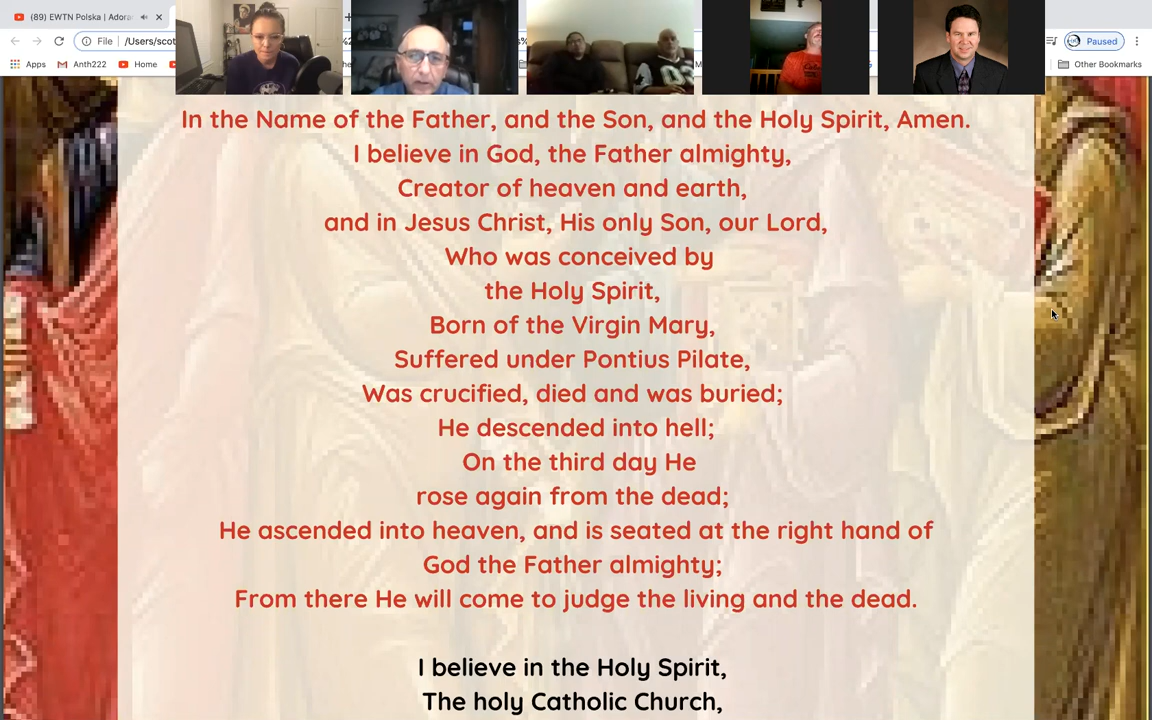 (89) EWTN Polska | Adora
File
/Users/scot
Paused
Apps
Anth222
Home
Other Bookmarks
In the Name of the Father, and the Son, and the Holy Spirit, Amen.
I believe in God, the Father almighty,
Creator of heaven and earth,
and in Jesus Christ, His only Son, our Lord,
Who was conceived by
the Holy Spirit,
Born of the Virgin Mary,
Suffered under Pontius Pilate,
Was crucified, died and was buried;
He descended into hell;
On the third day He
rose again from the dead;
He ascended into heaven, and is seated at the right hand of
God the Father almighty;
From there He will come to judge the living and the dead.
I believe in the Holy Spirit,
The holy Catholic Church,